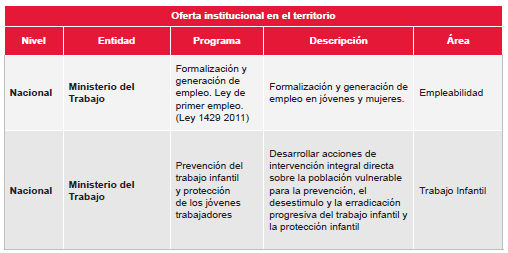 Oferta institucional en el territorio
Nivel Entidad Programa Descripción Área
Nacional
Ministerio del
Trabajo
Formalización y
generación de
empleo. Ley de
primer empleo.
(Ley 1429 2011)
Formalización y generación de
empleo en jóvenes y mujeres.
Empleabilidad
Nacional
Ministerio del
Trabajo
Prevención del
trabajo infantil
y protección
de los jóvenes
trabajadores
Desarrollar acciones de
intervención integral directa
sobre la población vulnerable
para la prevención, el
desestimulo y la erradicación
progresiva del trabajo infantil y
la protección infantil
Trabajo Infantil